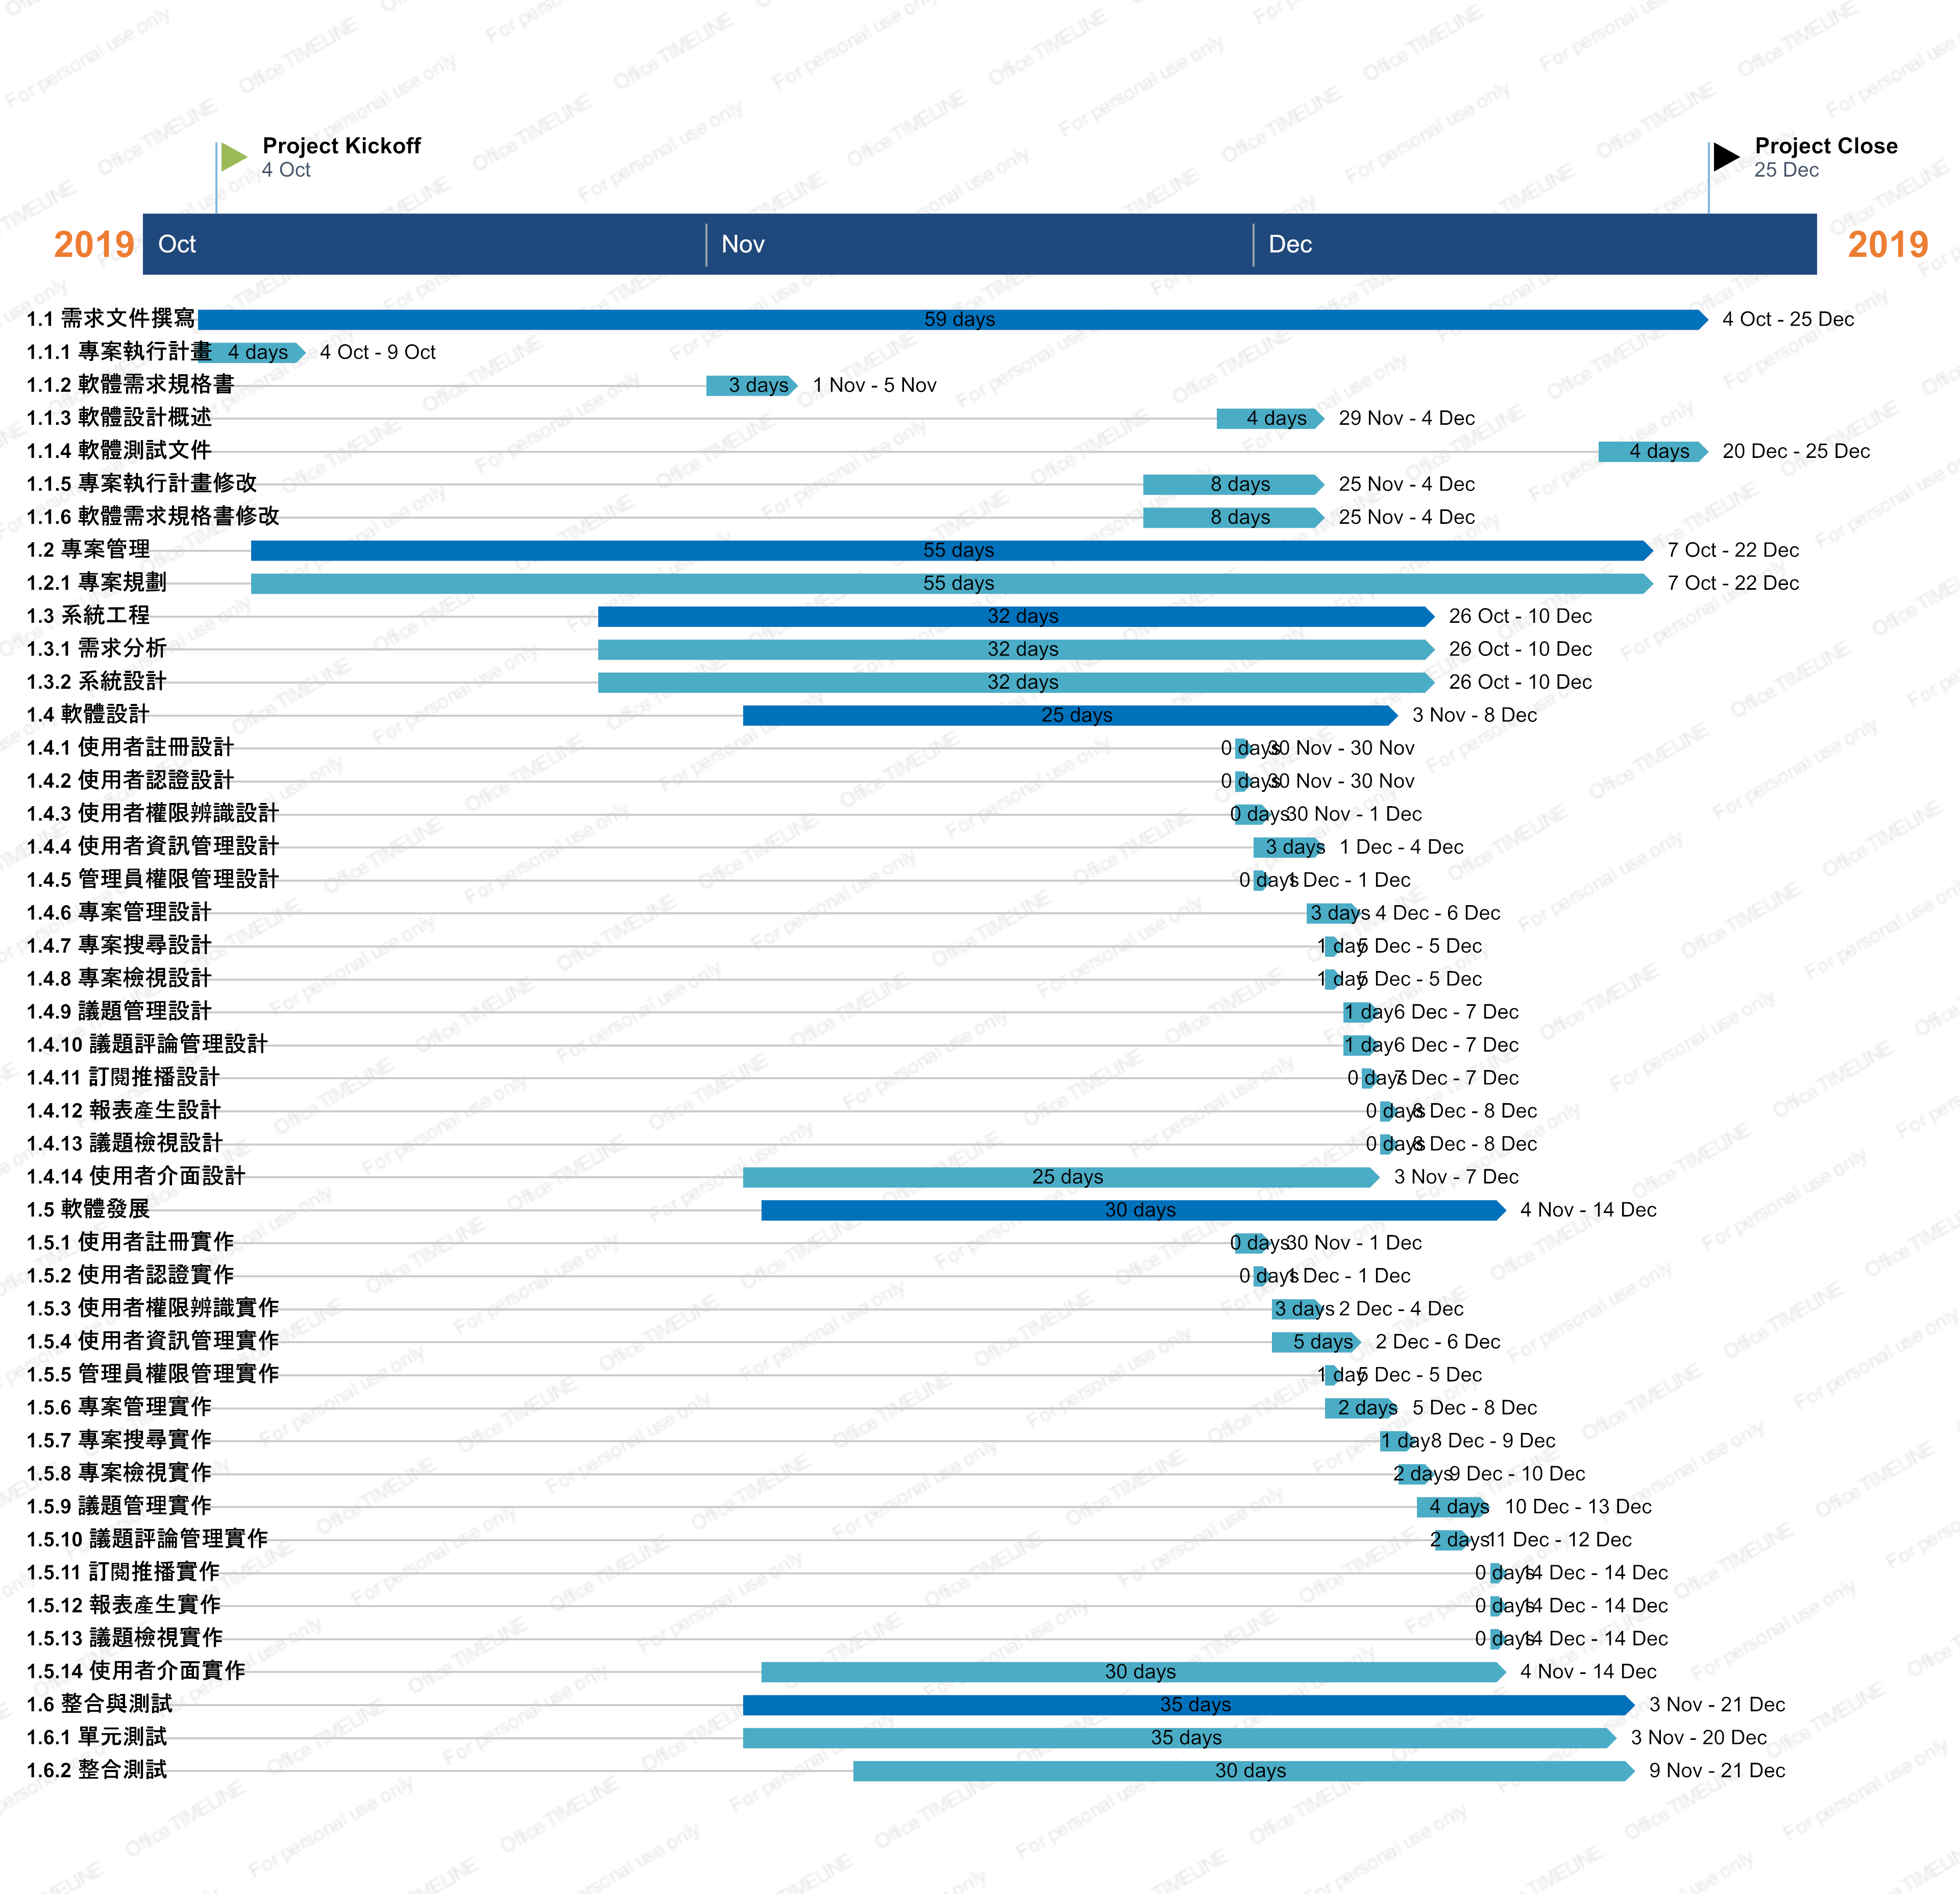 Project Kickoff
4 Oct
Project Close
25 Dec
2019 Oct Nov Dec 2019
1.1 需求文件撰寫 59 days 4 Oct - 25 Dec
1.1.1 專案執行計畫 4 days 4 Oct - 9 Oct
1.1.2 軟體需求規格書 3 days 1 Nov - 5 Nov
1.1.3 軟體設計概述 4 days 29 Nov - 4 Dec
1.1.4 軟體測試文件 4 days 20 Dec - 25 Dec
1.1.5 專案執行計畫修改 8 days 25 Nov - 4 Dec
1.1.6 軟體需求規格書修改 8 days 25 Nov - 4 Dec
1.2 專案管理 55 days 7 Oct - 22 Dec
1.2.1 專案規劃 55 days 7 Oct - 22 Dec
1.3 系統工程 32 days 26 Oct - 10 Dec
1.3.1 需求分析 32 days 26 Oct - 10 Dec
1.3.2 系統設計 32 days 26 Oct - 10 Dec
1.4 軟體設計 25 days 3 Nov - 8 Dec
1.4.1 使用者註冊設計 0 days 30 Nov - 30 Nov
1.4.2 使用者認證設計 0 days 30 Nov - 30 Nov
1.4.3 使用者權限辨識設計 0 days 30 Nov - 1 Dec
1.4.4 使用者資訊管理設計 3 days 1 Dec - 4 Dec
1.4.5 管理員權限管理設計 0 days 1 Dec - 1 Dec
1.4.6 專案管理設計 3 days 4 Dec - 6 Dec
1.4.7 專案搜尋設計 1 day 5 Dec - 5 Dec
1.4.8 專案檢視設計 1 day 5 Dec - 5 Dec
1.4.9 議題管理設計 1 day 6 Dec - 7 Dec
1.4.10 議題評論管理設計 1 day 6 Dec - 7 Dec
1.4.11 訂閱推播設計 0 days 7 Dec - 7 Dec
1.4.12 報表產生設計 0 days 8 Dec - 8 Dec
1.4.13 議題檢視設計 0 days 8 Dec - 8 Dec
1.4.14 使用者介面設計 25 days 3 Nov - 7 Dec
1.5 軟體發展 30 days 4 Nov - 14 Dec
1.5.1 使用者註冊實作 0 days 30 Nov - 1 Dec
1.5.2 使用者認證實作 0 days 1 Dec - 1 Dec
1.5.3 使用者權限辨識實作 3 days 2 Dec - 4 Dec
1.5.4 使用者資訊管理實作 5 days 2 Dec - 6 Dec
1.5.5 管理員權限管理實作 1 day 5 Dec - 5 Dec
1.5.6 專案管理實作 2 days 5 Dec - 8 Dec
1.5.7 專案搜尋實作 1 day 8 Dec - 9 Dec
1.5.8 專案檢視實作 2 days 9 Dec - 10 Dec
1.5.9 議題管理實作 4 days 10 Dec - 13 Dec
1.5.10 議題評論管理實作 2 days 11 Dec - 12 Dec
1.5.11 訂閱推播實作 0 days 14 Dec - 14 Dec
1.5.12 報表產生實作 0 days 14 Dec - 14 Dec
1.5.13 議題檢視實作 0 days 14 Dec - 14 Dec
1.5.14 使用者介面實作 30 days 4 Nov - 14 Dec
1.6 整合與測試 35 days 3 Nov - 21 Dec
1.6.1 單元測試 35 days 3 Nov - 20 Dec
1.6.2 整合測試 30 days 9 Nov - 21 Dec
Office TIMELINE
For personal use only